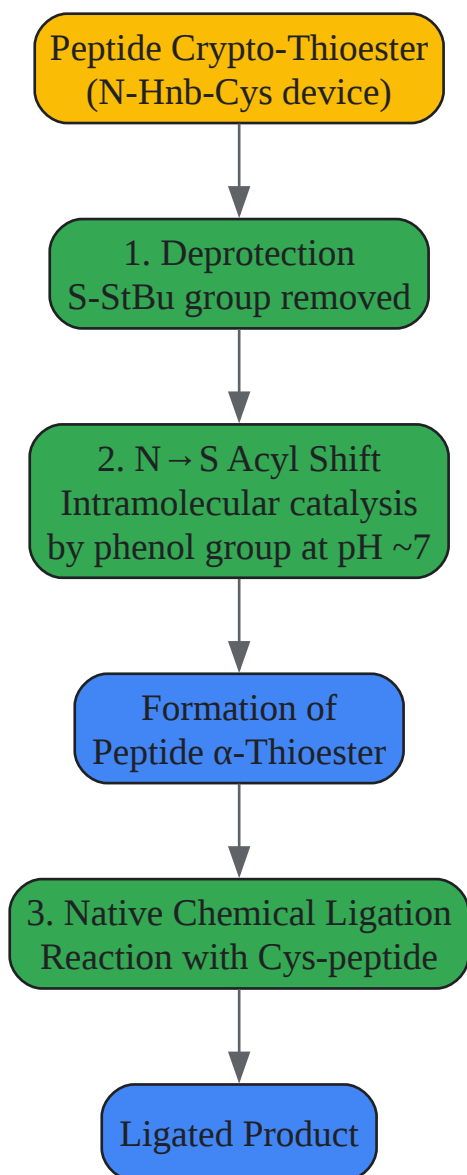 Peptide Crypto-Thioester
(N-Hnb-Cys device)
1. Deprotection
S-StBu group removed
2. N→S Acyl Shift
Intramolecular catalysis
by phenol group at pH ~7
Formation of
Peptide α-Thioester
3. Native Chemical Ligation
Reaction with Cys-peptide
Ligated Product